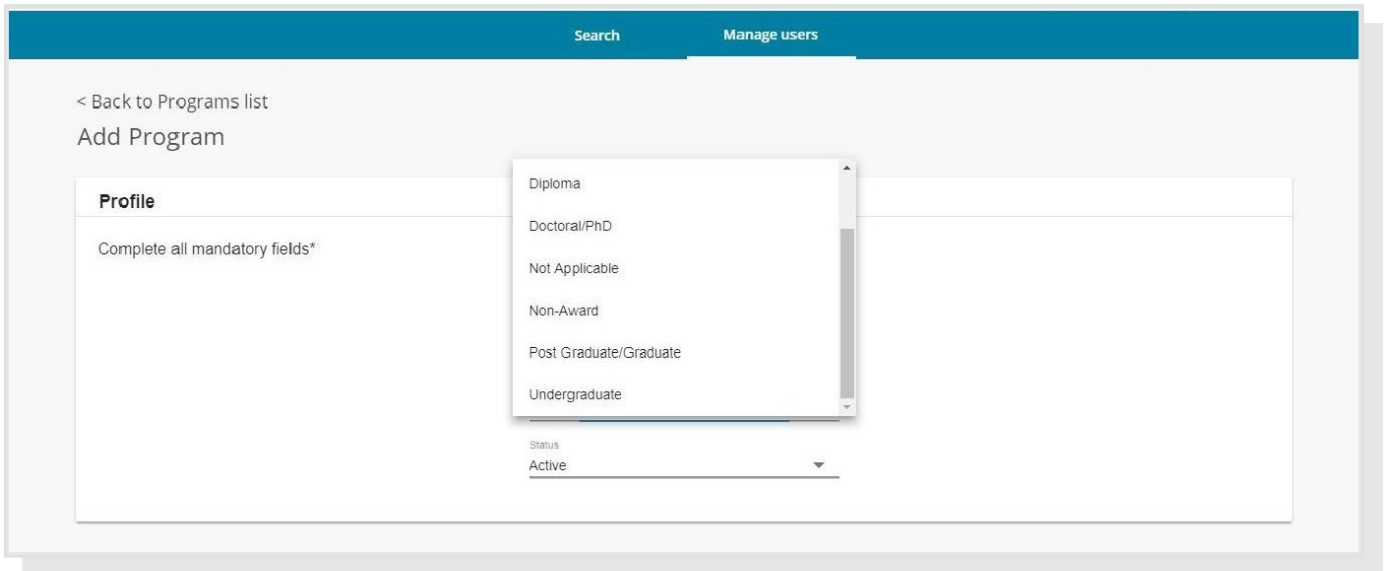 Search Manage users
< Back to Programs list
Add Program
Profile
Complete all mandatory fields*
Diploma
Doctoral/PhD
Not Applicable
Non-Award
Post Graduate/Graduate
Undergraduate
Status
Active